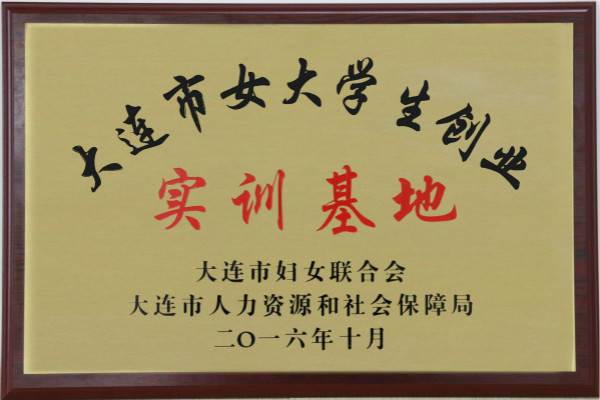 大连市女大学生创业
实训基地
大连市妇女联合会
大连市人力资源和社会保障局
二〇一六年十月